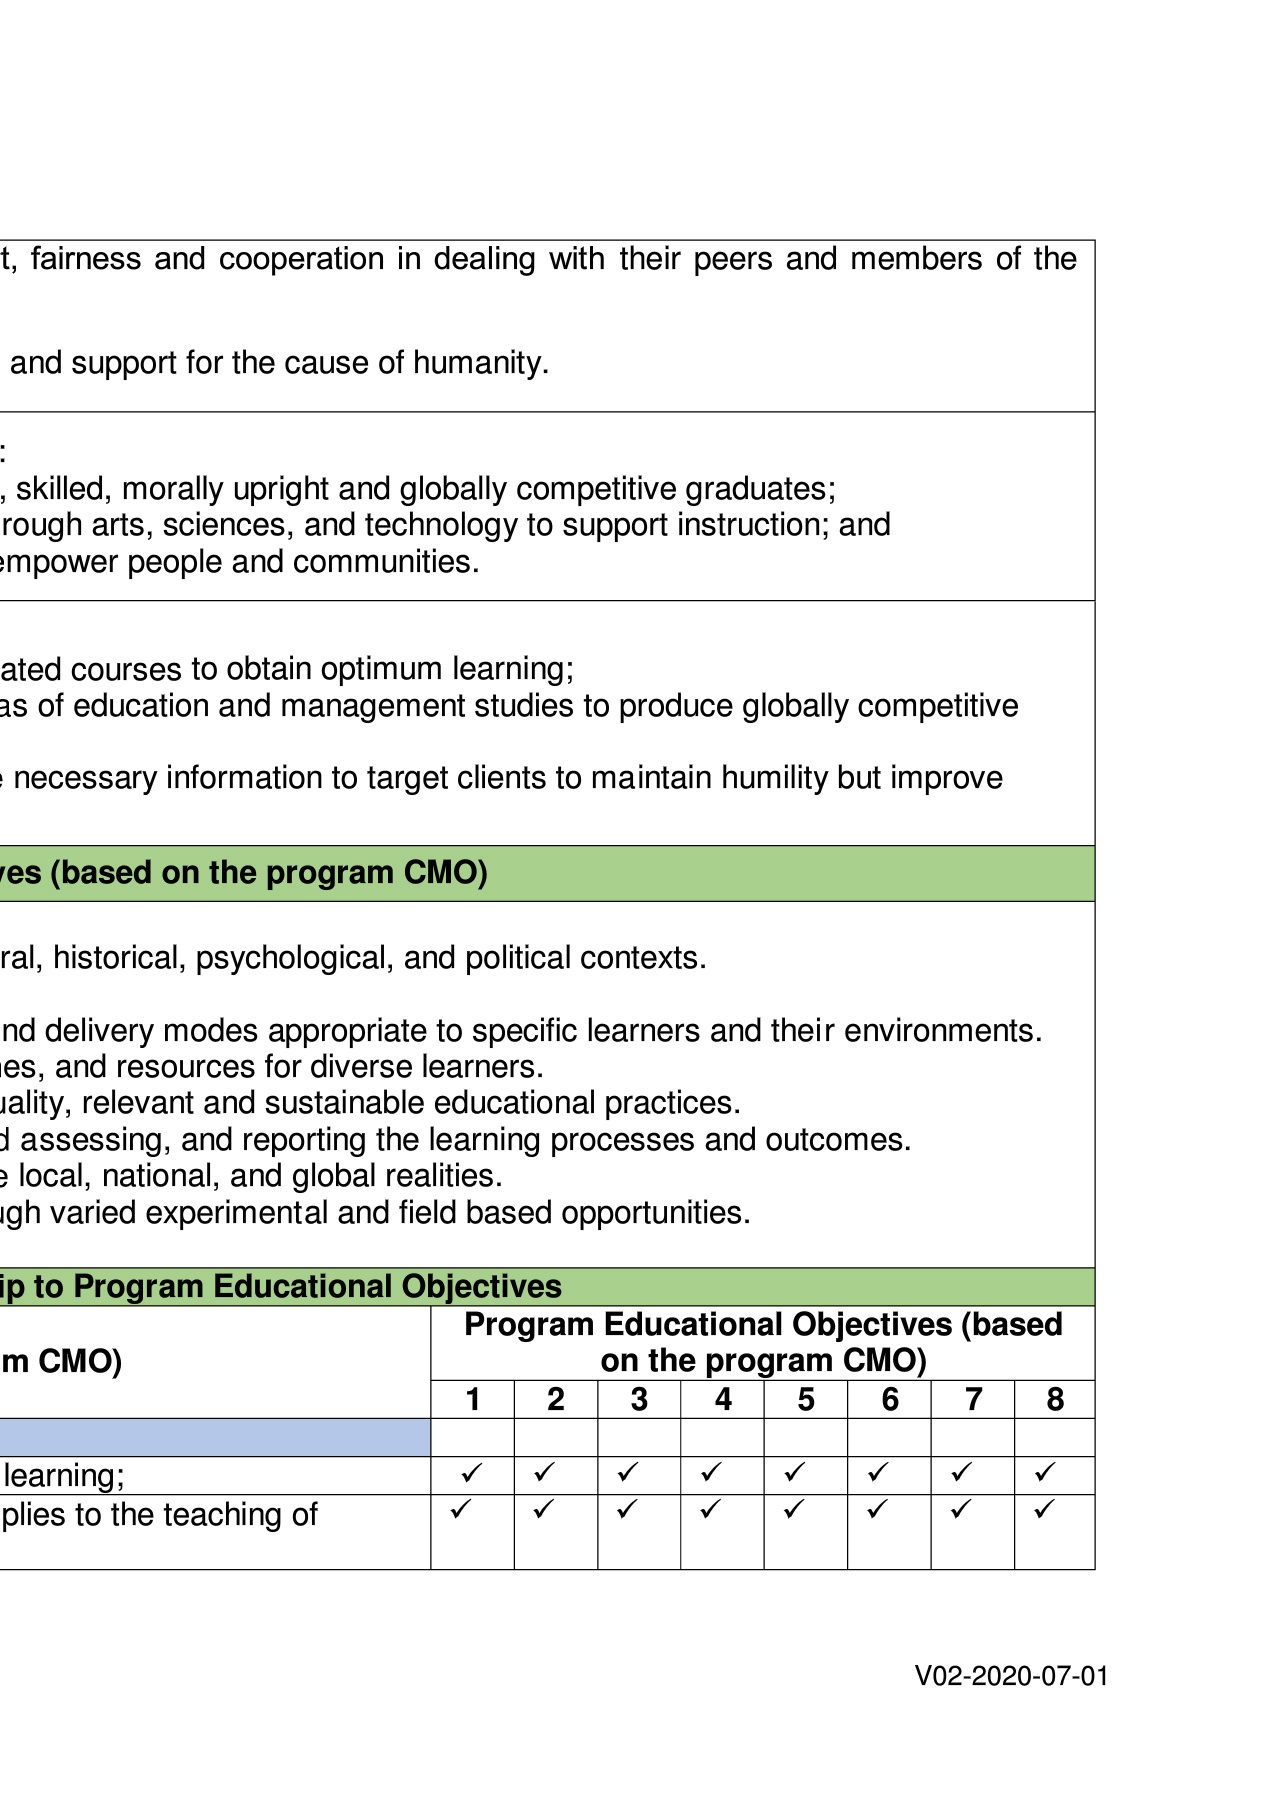 t, fairness and cooperation in dealing with their peers and members of the
and support for the cause of humanity.
:
, skilled, morally upright and globally competitive graduates;
rough arts, sciences, and technology to support instruction; and
empower people and communities.
ated courses to obtain optimum learning;
as of education and management studies to produce globally competitive
e necessary information to target clients to maintain humility but improve
ves (based on the program CMO)
ral, historical, psychological, and political contexts.
nd delivery modes appropriate to specific learners and their environments.
nes, and resources for diverse learners.
uality, relevant and sustainable educational practices.
d assessing, and reporting the learning processes and outcomes.
e local, national, and global realities.
ugh varied experimental and field based opportunities.
ip to Program Educational Objectives
m CMO)
Program Educational Objectives (based
on the program CMO)
1 2 3 4 5 6 7 8
learning; ✓ ✓ ✓ ✓ ✓ ✓ ✓ ✓
plies to the teaching of ✓ ✓ ✓ ✓ ✓ ✓ ✓ ✓
V02-2020-07-01